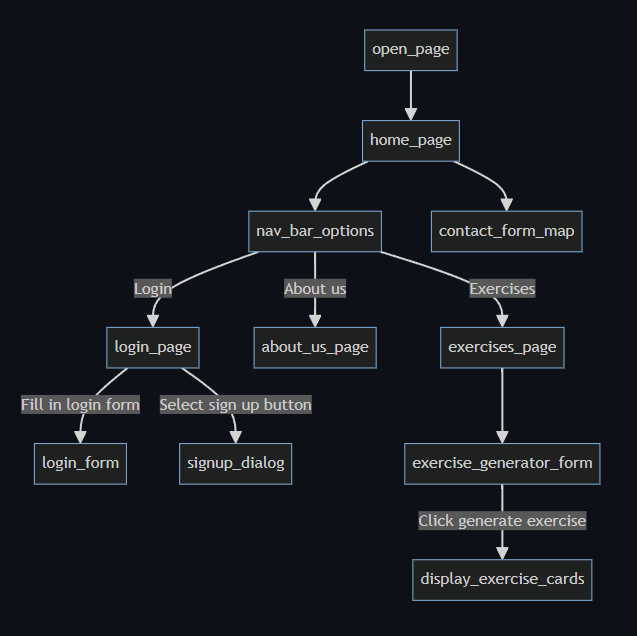 open_page
home_page
nav_bar_options
contact_form_map
Login
About us
Exercises
login_page
about_us_page
exercises_page
Fill in login form
Select sign up button
login_form
signup_dialog
exercise_generator_form
Click generate exercise
display_exercise_cards